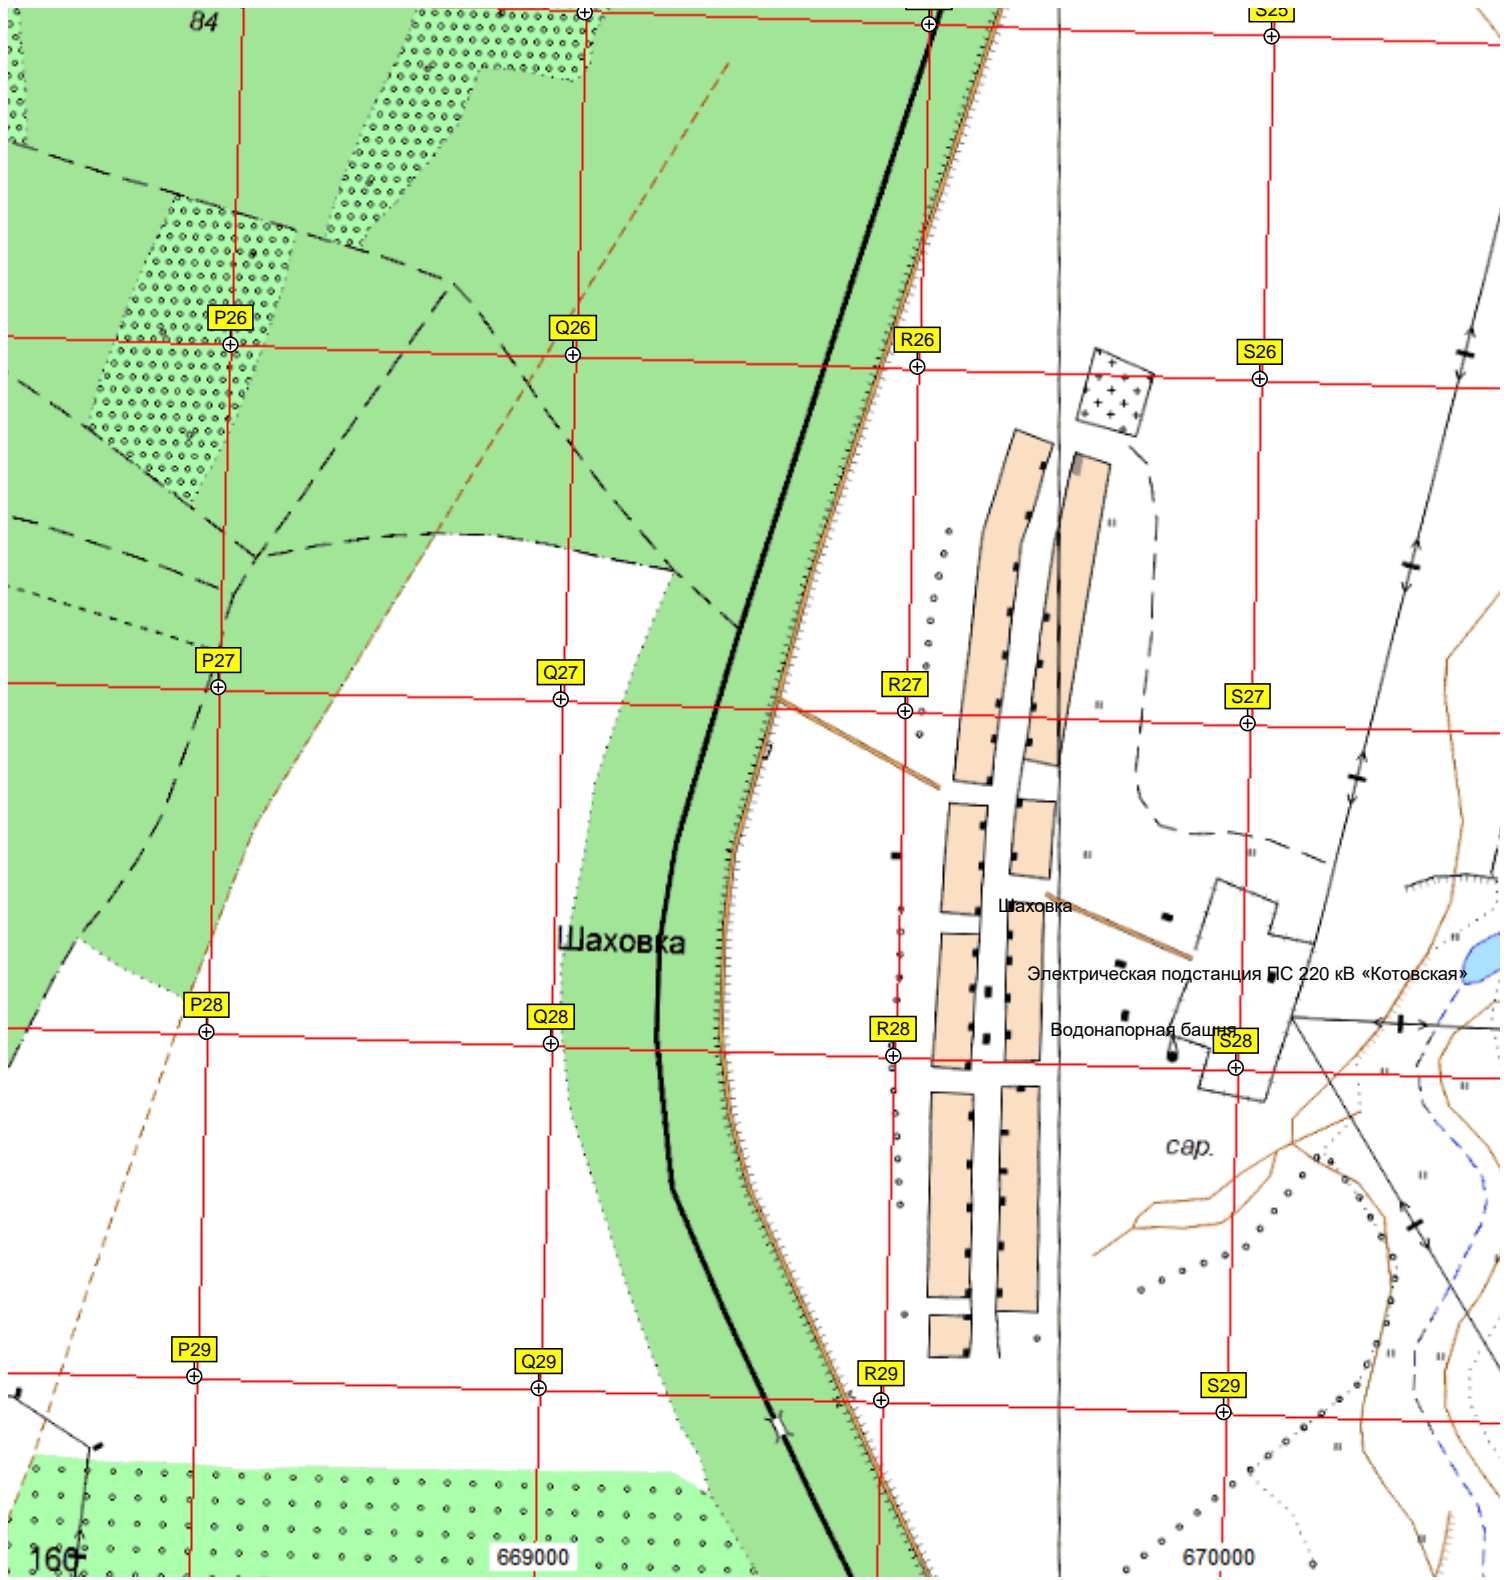 84
S25
P26
Q26
R26
S26
P27
Q27
R27
S27
Шаховка
Шаховка
Электрическая подстанция ПС 220 кВ «Котовская»
Водонапорная башня
P28
Q28
R28
S28
сар.
P29
Q29
R29
S29
160
669000
670000